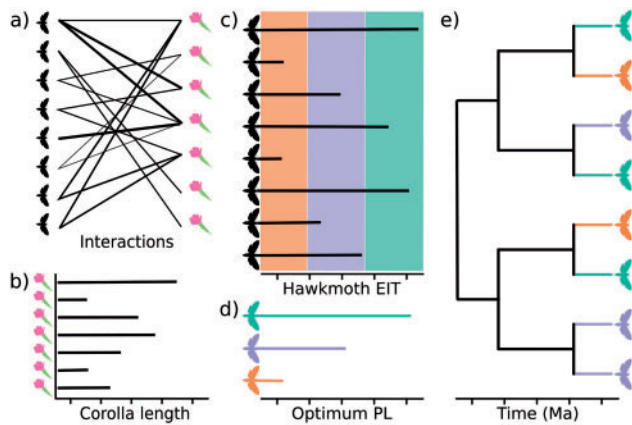 a)
Interactions
b)
Corolla length
c)
Hawkmoth EIT
d)
Optimum PL
e)
Time (Ma)